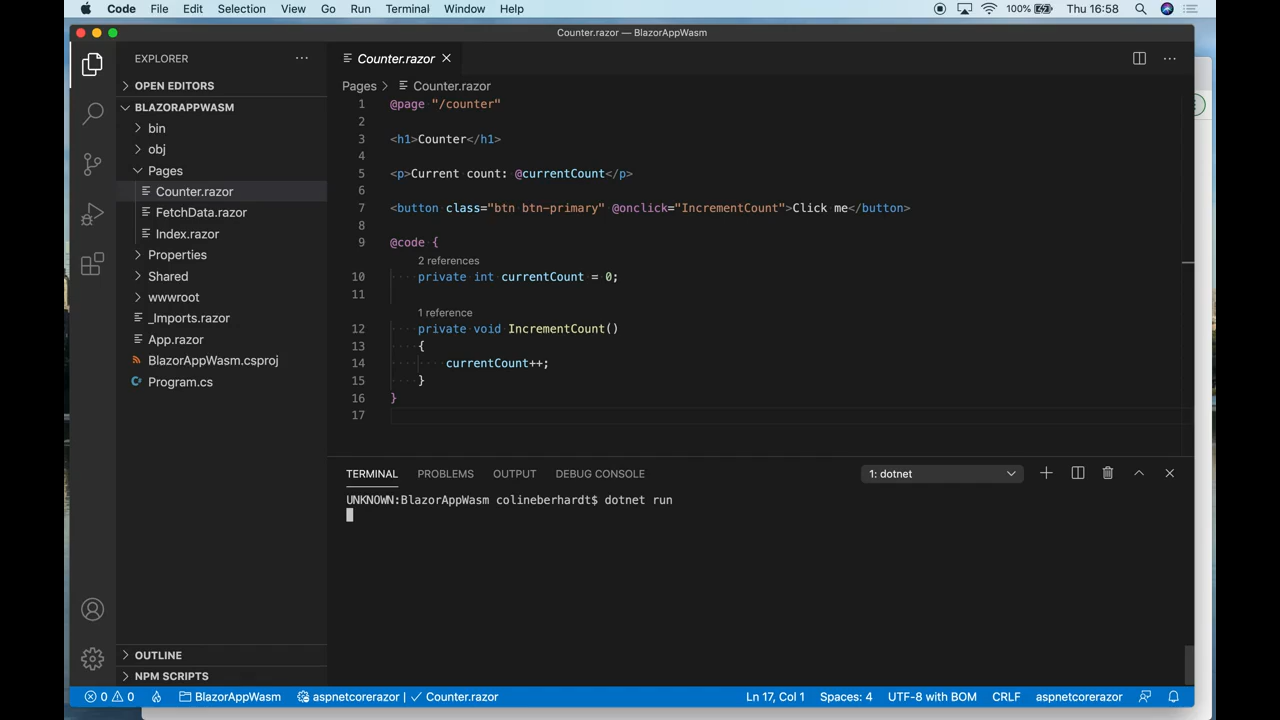 Code File Edit Selection View Go Run Terminal Window Help 100% Thu 16:58
Counter.razor — BlazorAppWasm
EXPLORER
OPEN EDITORS
BLAZORAPPWASM
bin
obj
Pages
Counter.razor
FetchData.razor
Index.razor
Properties
Shared
wwwroot
_Imports.razor
App.razor
BlazorAppWasm.csproj
C# Program.cs
OUTLINE
NPM SCRIPTS
Counter.razor
Pages > Counter.razor
1 @page "/counter"
2
3 <h1>Counter</h1>
4
5 <p>Current count: @currentCount</p>
6
7 <button class="btn btn-primary" @onclick="IncrementCount">Click me</button>
8
9 @code {
2 references
10 private int currentCount = 0;
11
1 reference
12 private void IncrementCount()
13 {
14 currentCount++;
15 }
16 }
17
TERMINAL PROBLEMS OUTPUT DEBUG CONSOLE 1: dotnet
UNKNOWN:BlazorAppWasm colineberhardt$ dotnet run
0 0 BlazorAppWasm aspnetcorerazor | Counter.razor Ln 17, Col 1 Spaces: 4 UTF-8 with BOM CRLF aspnetcorerazor